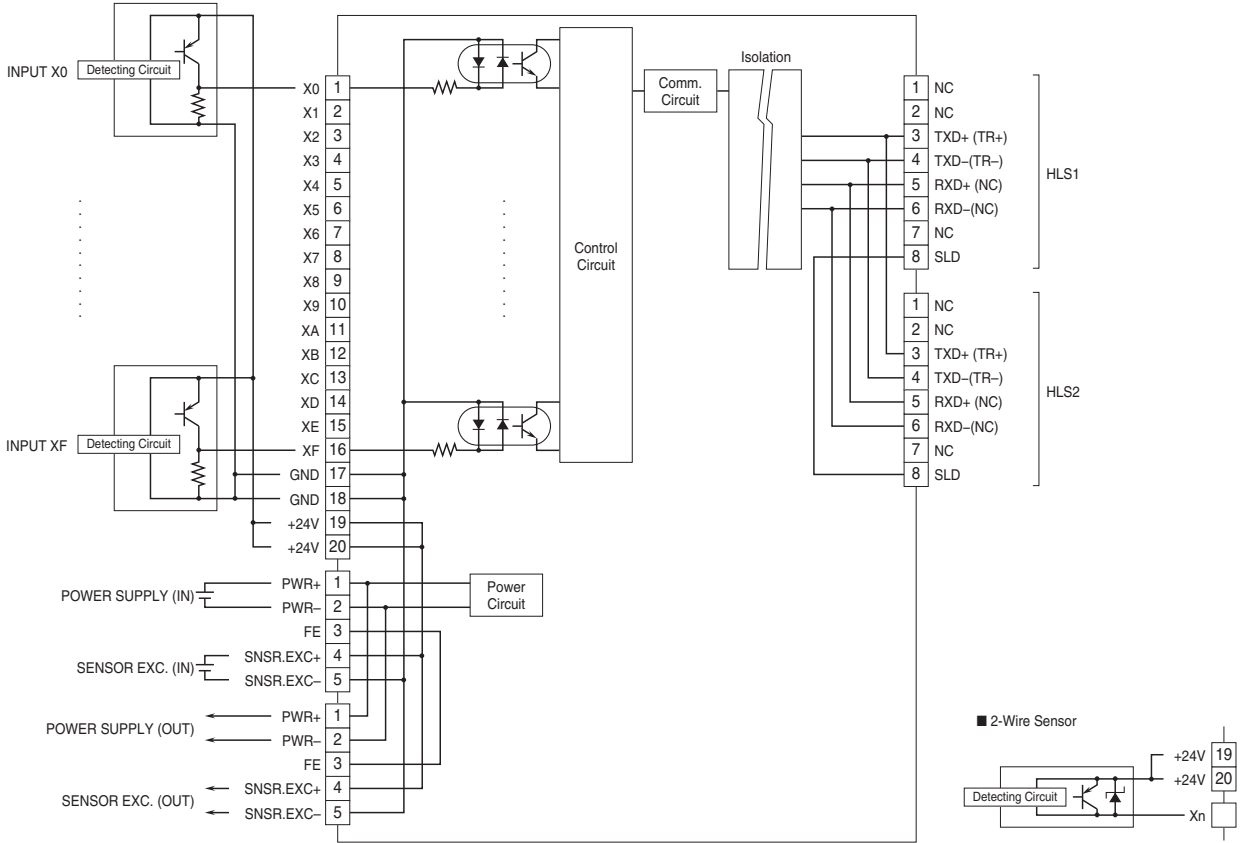 INPUT X0
Detecting Circuit
X0 1
X1 2
X2 3
X3 4
X4 5
X5 6
X6 7
X7 8
X8 9
X9 10
XA 11
XB 12
XC 13
XD 14
XE 15
XF 16
GND 17
GND 18
+24V 19
+24V 20
INPUT XF
Detecting Circuit
POWER SUPPLY (IN)
PWR+ 1
PWR– 2
FE 3
SENSOR EXC. (IN)
SNSR.EXC+ 4
SNSR.EXC– 5
POWER SUPPLY (OUT)
PWR+ 1
PWR– 2
FE 3
SENSOR EXC. (OUT)
SNSR.EXC+ 4
SNSR.EXC– 5
Control
Circuit
Power
Circuit
Comm.
Circuit
Isolation
1 NC
2 NC
3 TXD+ (TR+)
4 TXD–(TR–)
5 RXD+ (NC)
6 RXD–(NC)
7 NC
8 SLD
HLS1
1 NC
2 NC
3 TXD+ (TR+)
4 TXD–(TR–)
5 RXD+ (NC)
6 RXD–(NC)
7 NC
8 SLD
HLS2
■ 2-Wire Sensor
Detecting Circuit
+24V 19
+24V 20
Xn